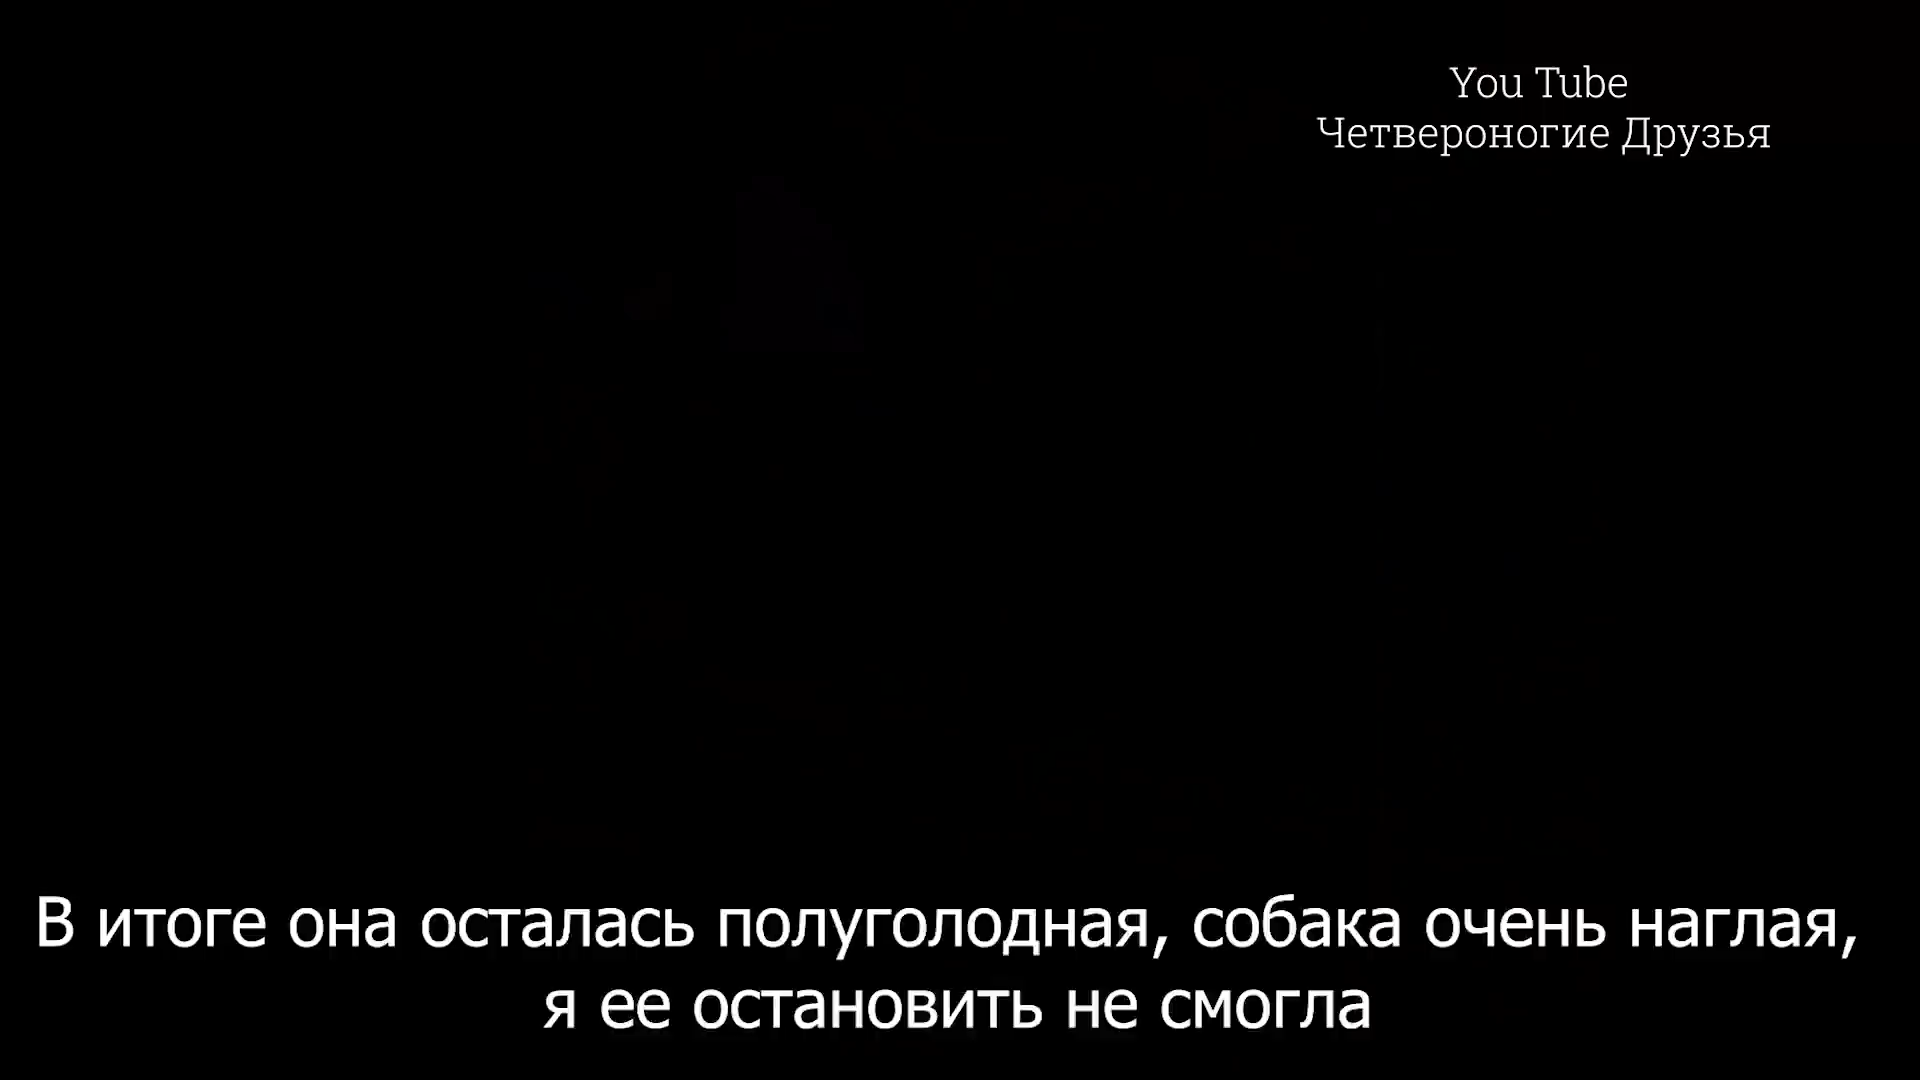 You Tube
Четвероногие Друзья
В итоге она осталась полуголодная, собака очень наглая,
я ее остановить не смогла